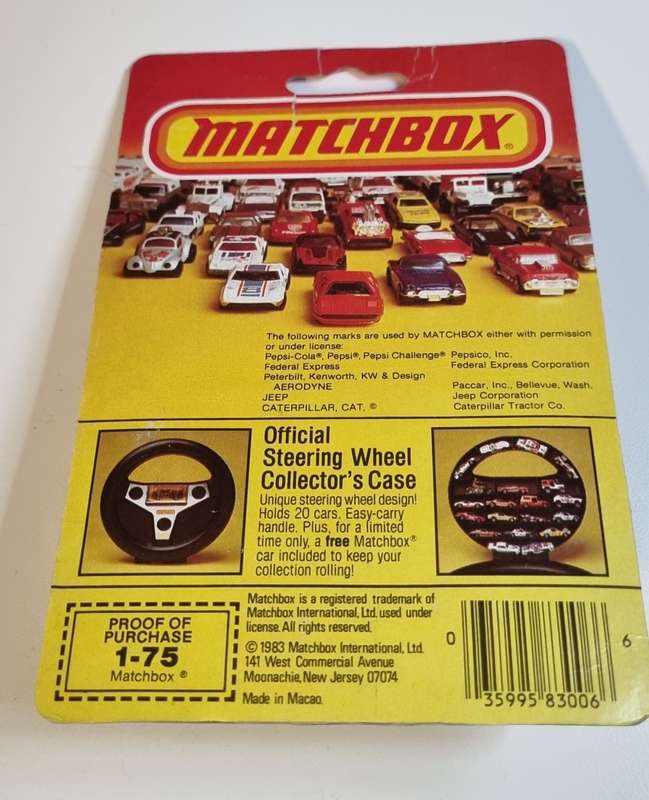 MATCHBOX®
The following marks are used by MATCHBOX either with permission
or under license:
Pepsi-Cola®, Pepsi®, Pepsi Challenge® Pepsico, Inc.
Federal Express Federal Express Corporation
Peterbilt, Kenworth, KW & Design
AERODYNE Paccar, Inc., Bellevue, Wash.
JEEP Jeep Corporation
CATERPILLAR, CAT, © Caterpillar Tractor Co.
Official
Steering Wheel
Collector's Case
Unique steering wheel design!
Holds 20 cars. Easy-carry
handle. Plus, for a limited
time only, a free Matchbox®
car included to keep your
collection rolling!
PROOF OF
PURCHASE
1-75
Matchbox ®
Matchbox is a registered trademark of
Matchbox International, Ltd. used under
license. All rights reserved.
© 1983 Matchbox International, Ltd.
141 West Commercial Avenue
Moonachie, New Jersey 07074
Made in Macao.
0 35995 83006 6